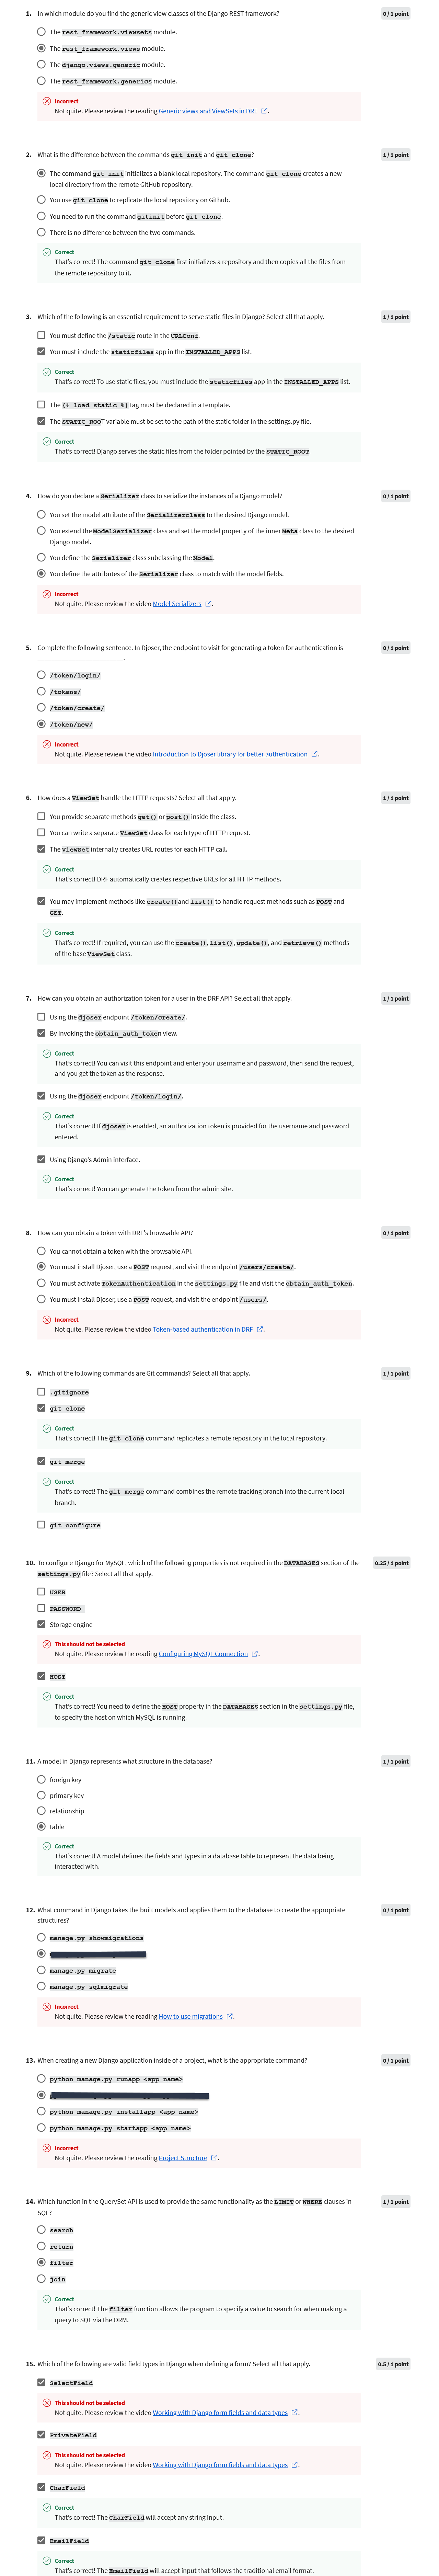 1. In which module do you find the generic view classes of the Django REST framework?
0 / 1 point
The rest_framework.viewsets module.
The rest_framework.views module.
The django.views.generic module.
The rest_framework.generics module.
Incorrect
Not quite. Please review the reading Generic views and ViewSets in DRF.
2. What is the difference between the commands git init and git clone?
1 / 1 point
The command git init initializes a blank local repository. The command git clone creates a new
local directory from the remote GitHub repository.
You use git clone to replicate the local repository on Github.
You need to run the command gitinit before git clone.
There is no difference between the two commands.
Correct
That's correct! The command git clone first initializes a repository and then copies all the files from
the remote repository to it.
3. Which of the following is an essential requirement to serve static files in Django? Select all that apply.
1 / 1 point
You must define the /static route in the URLConf.
You must include the staticfiles app in the INSTALLED_APPS list.
Correct
That's correct! To use static files, you must include the staticfiles app in the INSTALLED_APPS list.
The {% load static %} tag must be declared in a template.
The STATIC_ROOT variable must be set to the path of the static folder in the settings.py file.
Correct
That's correct! Django serves the static files from the folder pointed by the STATIC_ROOT.
4. How do you declare a Serializer class to serialize the instances of a Django model?
0 / 1 point
You set the model attribute of the Serializerclass to the desired Django model.
You extend the ModelSerializer class and set the model property of the inner Meta class to the desired
Django model.
You define the Serializer class subclassing the Model.
You define the attributes of the Serializer class to match with the model fields.
Incorrect
Not quite. Please review the video Model Serializers.
5. Complete the following sentence. In Djoser, the endpoint to visit for generating a token for authentication is
____________________________.
0 / 1 point
/token/login/
/tokens/
/token/create/
/token/new/
Incorrect
Not quite. Please review the video Introduction to Djoser library for better authentication.
6. How does a ViewSet handle the HTTP requests? Select all that apply.
1 / 1 point
You provide separate methods get() or post() inside the class.
You can write a separate ViewSet class for each type of HTTP request.
The ViewSet internally creates URL routes for each HTTP call.
Correct
That's correct! DRF automatically creates respective URLs for all HTTP methods.
You may implement methods like create()and list() to handle request methods such as POST and
GET.
Correct
That's correct! If required, you can use the create(), list(), update(), and retrieve() methods
of the base ViewSet class.
7. How can you obtain an authorization token for a user in the DRF API? Select all that apply.
1 / 1 point
Using the djoser endpoint /token/create/.
By invoking the obtain_auth_token view.
Correct
That's correct! You can visit this endpoint and enter your username and password, then send the request,
and you get the token as the response.
Using the djoser endpoint /token/login/.
Correct
That's correct! If djoser is enabled, an authorization token is provided for the username and password
entered.
Using Django's Admin interface.
Correct
That's correct! You can generate the token from the admin site.
8. How can you obtain a token with DRF's browsable API?
0 / 1 point
You cannot obtain a token with the browsable API.
You must install Djoser, use a POST request, and visit the endpoint /users/create/.
You must activate TokenAuthentication in the settings.py file and visit the obtain_auth_token.
You must install Djoser, use a POST request, and visit the endpoint /users/.
Incorrect
Not quite. Please review the video Token-based authentication in DRF.
9. Which of the following commands are Git commands? Select all that apply.
1 / 1 point
.gitignore
git clone
Correct
That's correct! The git clone command replicates a remote repository in the local repository.
git merge
Correct
That's correct! The git merge command combines the remote tracking branch into the current local
branch.
git configure
10. To configure Django for MySQL, which of the following properties is not required in the DATABASES section of the
settings.py file? Select all that apply.
0.25 / 1 point
USER
PASSWORD
Storage engine
This should not be selected
Not quite. Please review the reading Configuring MySQL Connection.
HOST
Correct
That's correct! You need to define the HOST property in the DATABASES section in the settings.py file,
to specify the host on which MySQL is running.
11. A model in Django represents what structure in the database?
1 / 1 point
foreign key
primary key
relationship
table
Correct
That's correct! A model defines the fields and types in a database table to represent the data being
interacted with.
12. What command in Django takes the built models and applies them to the database to create the appropriate
structures?
0 / 1 point
manage.py showmigrations
manage.py migrate
manage.py sqlmigrate
Incorrect
Not quite. Please review the reading How to use migrations.
13. When creating a new Django application inside of a project, what is the appropriate command?
0 / 1 point
python manage.py runapp <app name>
python manage.py installapp <app name>
python manage.py startapp <app name>
Incorrect
Not quite. Please review the reading Project Structure.
14. Which function in the QuerySet API is used to provide the same functionality as the LIMIT or WHERE clauses in
SQL?
1 / 1 point
search
return
filter
join
Correct
That's correct! The filter function allows the program to specify a value to search for when making a
query to SQL via the ORM.
15. Which of the following are valid field types in Django when defining a form? Select all that apply.
0.5 / 1 point
SelectField
This should not be selected
Not quite. Please review the video Working with Django form fields and data types.
PrivateField
This should not be selected
Not quite. Please review the video Working with Django form fields and data types.
CharField
Correct
That's correct! The CharField will accept any string input.
EmailField
Correct
That's correct! The EmailField will accept input that follows the traditional email format.